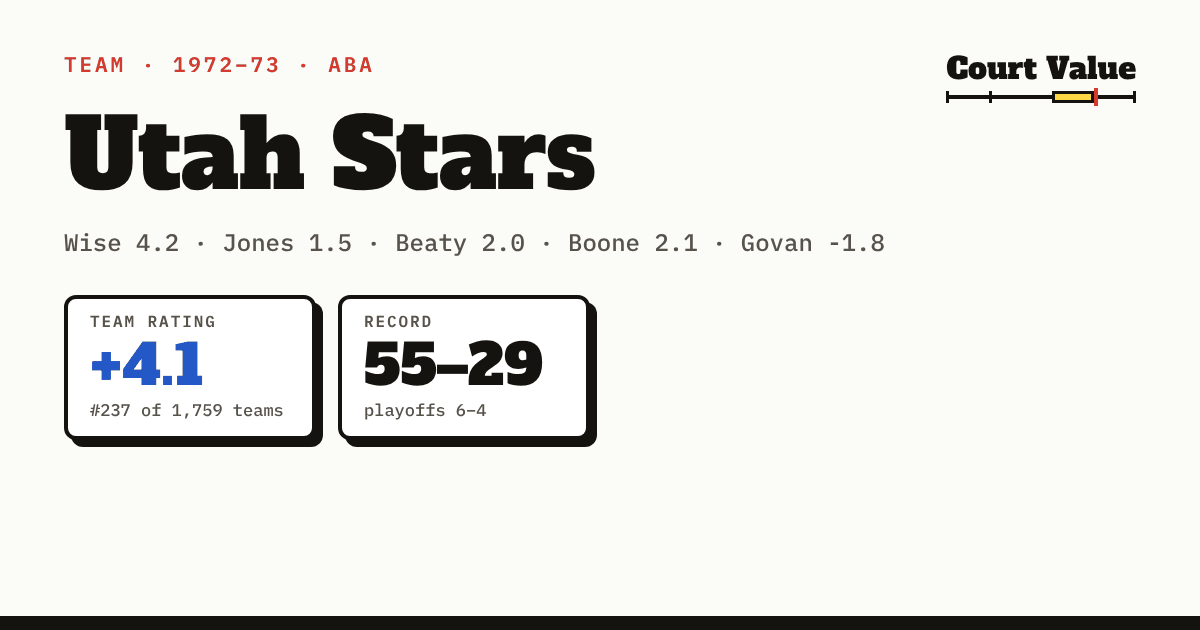 TEAM · 1972–73 · ABA
Court Value
Utah Stars
Wise 4.2 · Jones 1.5 · Beaty 2.0 · Boone 2.1 · Govan -1.8
TEAM RATING
+4.1
#237 of 1,759 teams
RECORD
55–29
playoffs 6–4